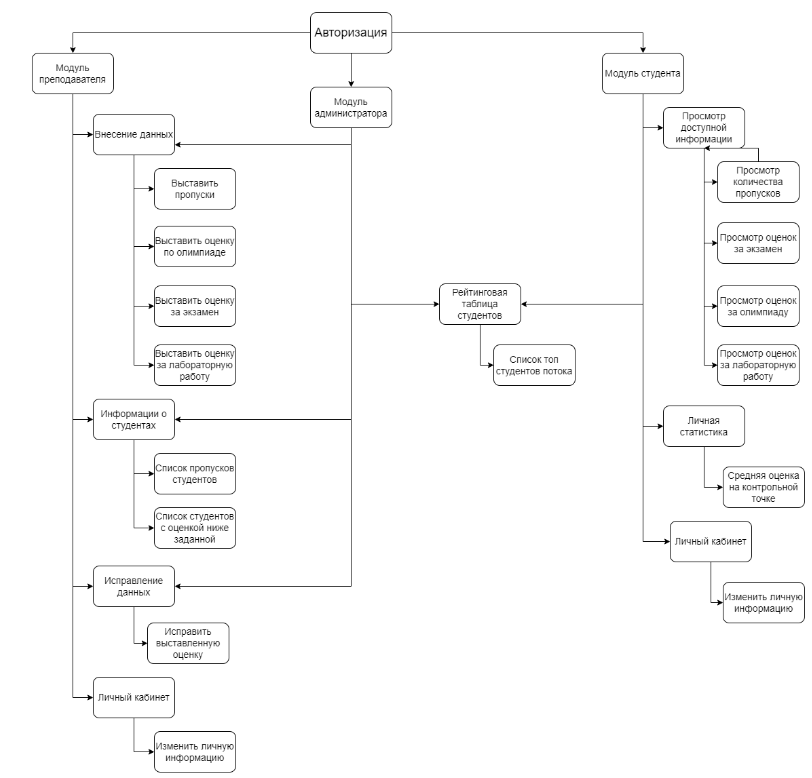 Авторизация
Модуль
преподавателя
Модуль
администратора
Модуль студента
Внесение данных
Выставить
пропуски
Выставить оценку
по олимпиаде
Выставить оценку
за экзамен
Выставить оценку
за лабораторную
работу
Информации о
студентах
Список пропусков
студентов
Список студентов
с оценкой ниже
заданной
Исправление
данных
Исправить
выставленную
оценку
Личный кабинет
Изменить личную
информацию
Рейтинговая
таблица
студентов
Список топ
студентов потока
Просмотр
доступной
информации
Просмотр
количества
пропусков
Просмотр оценок
за экзамен
Просмотр оценок
за олимпиаду
Просмотр оценок
за лабораторную
работу
Личная
статистика
Средняя оценка
на контрольной
точке
Личный кабинет
Изменить личную
информацию